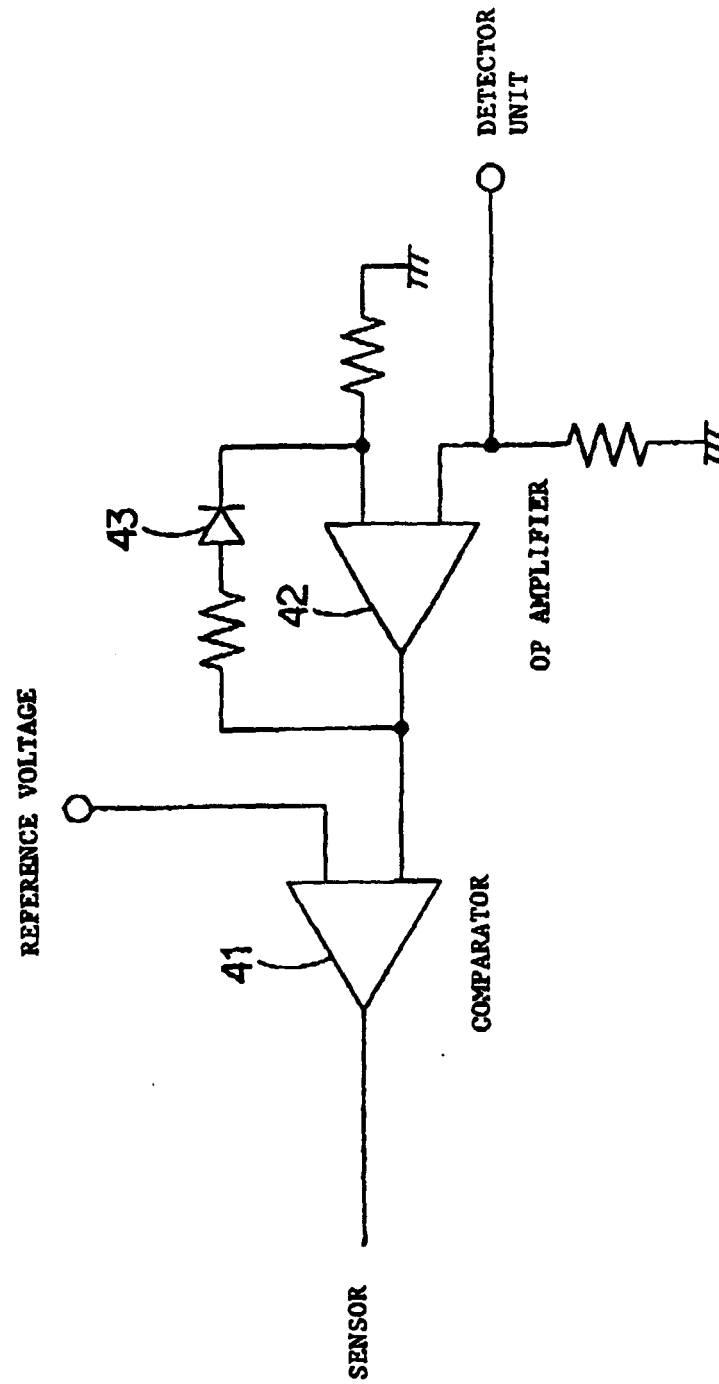 REFERENCE VOLTAGE
43
41
42
SENSOR
COMPARATOR
DETECTOR
UNIT
OP AMPLIFIER